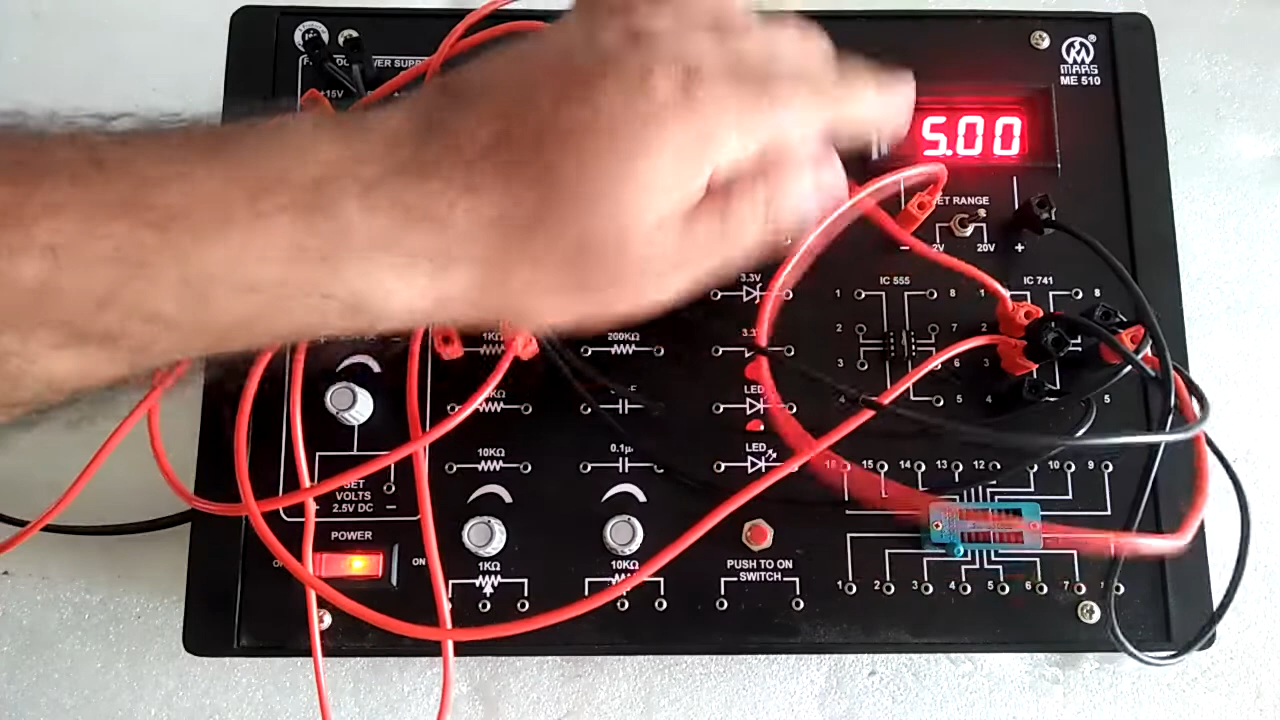 MARS
ME 510
+15V
5.00
SET RANGE
2V
20V
-
+
3.3V
IC 555
IC 741
1
8
1
8
2
7
2
3
6
3
4
5
4
5
1KΩ
200KΩ
LED
10KΩ
0.1µ
LED
SET
VOLTS
2.5V DC
+
-
POWER
ON
1KΩ
10KΩ
PUSH TO ON
SWITCH
16
15
14
13
12
10
9
1
2
3
4
5
6
7